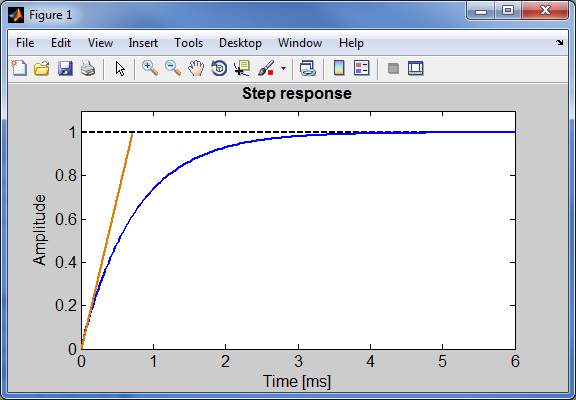 Figure 1
File Edit View Insert Tools Desktop Window Help
Step response
1
0.8
0.6
0.4
0.2
0
Amplitude
0 1 2 3 4 5 6
Time [ms]